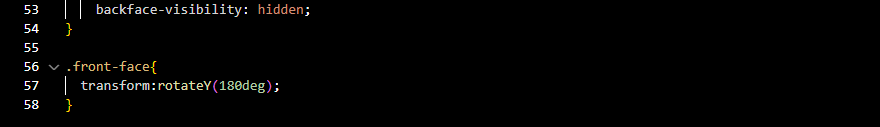 53 backface-visibility: hidden;
54 }
55
56 .front-face{
57 transform:rotateY(180deg);
58 }